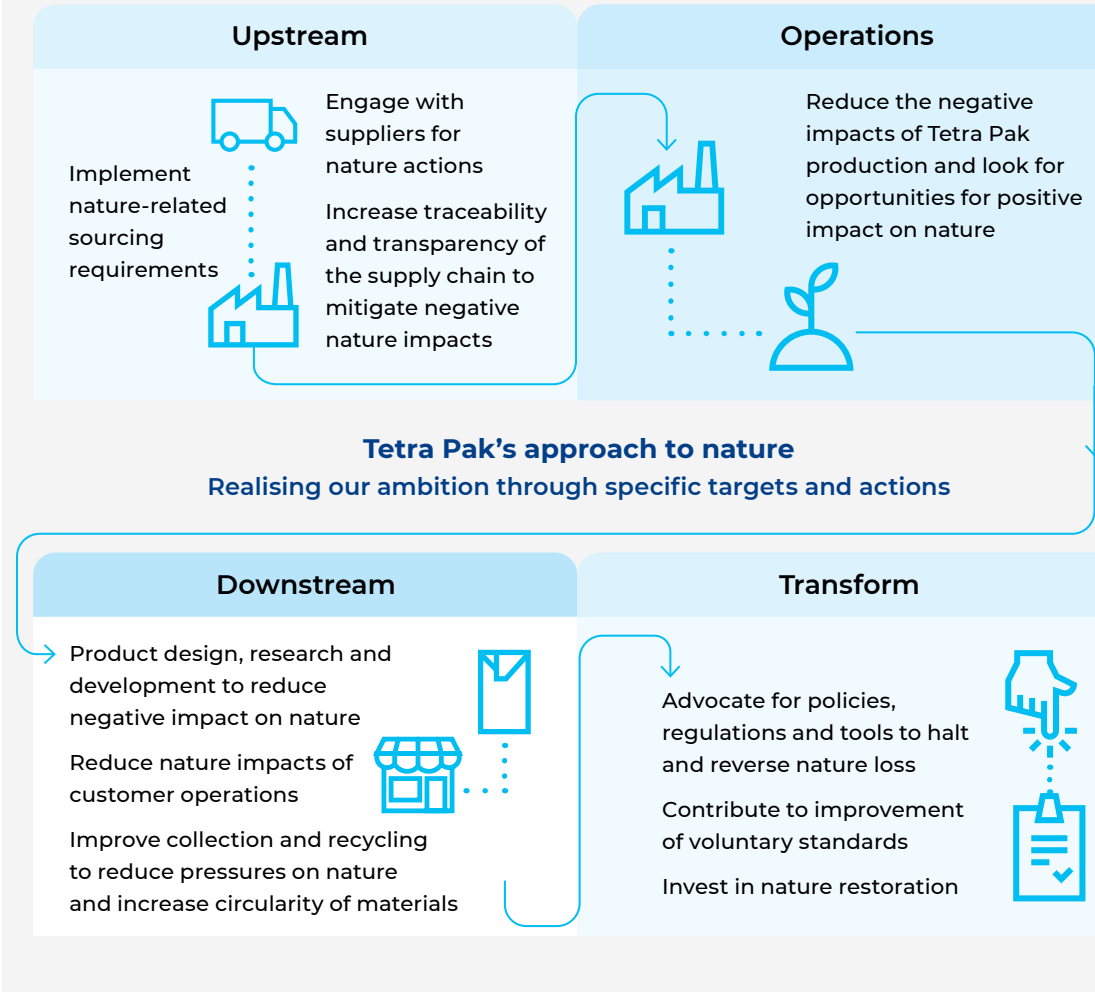 Upstream
Implement
nature-related
sourcing
requirements
Engage with
suppliers for
nature actions
Increase traceability
and transparency of
the supply chain to
mitigate negative
nature impacts
Operations
Reduce the negative
impacts of Tetra Pak
production and look for
opportunities for positive
impact on nature
Tetra Pak’s approach to nature
Realising our ambition through specific targets and actions
Downstream
Product design, research and
development to reduce
negative impact on nature
Reduce nature impacts of
customer operations
Improve collection and recycling
to reduce pressures on nature
and increase circularity of materials
Transform
Advocate for policies,
regulations and tools to halt
and reverse nature loss
Contribute to improvement
of voluntary standards
Invest in nature restoration